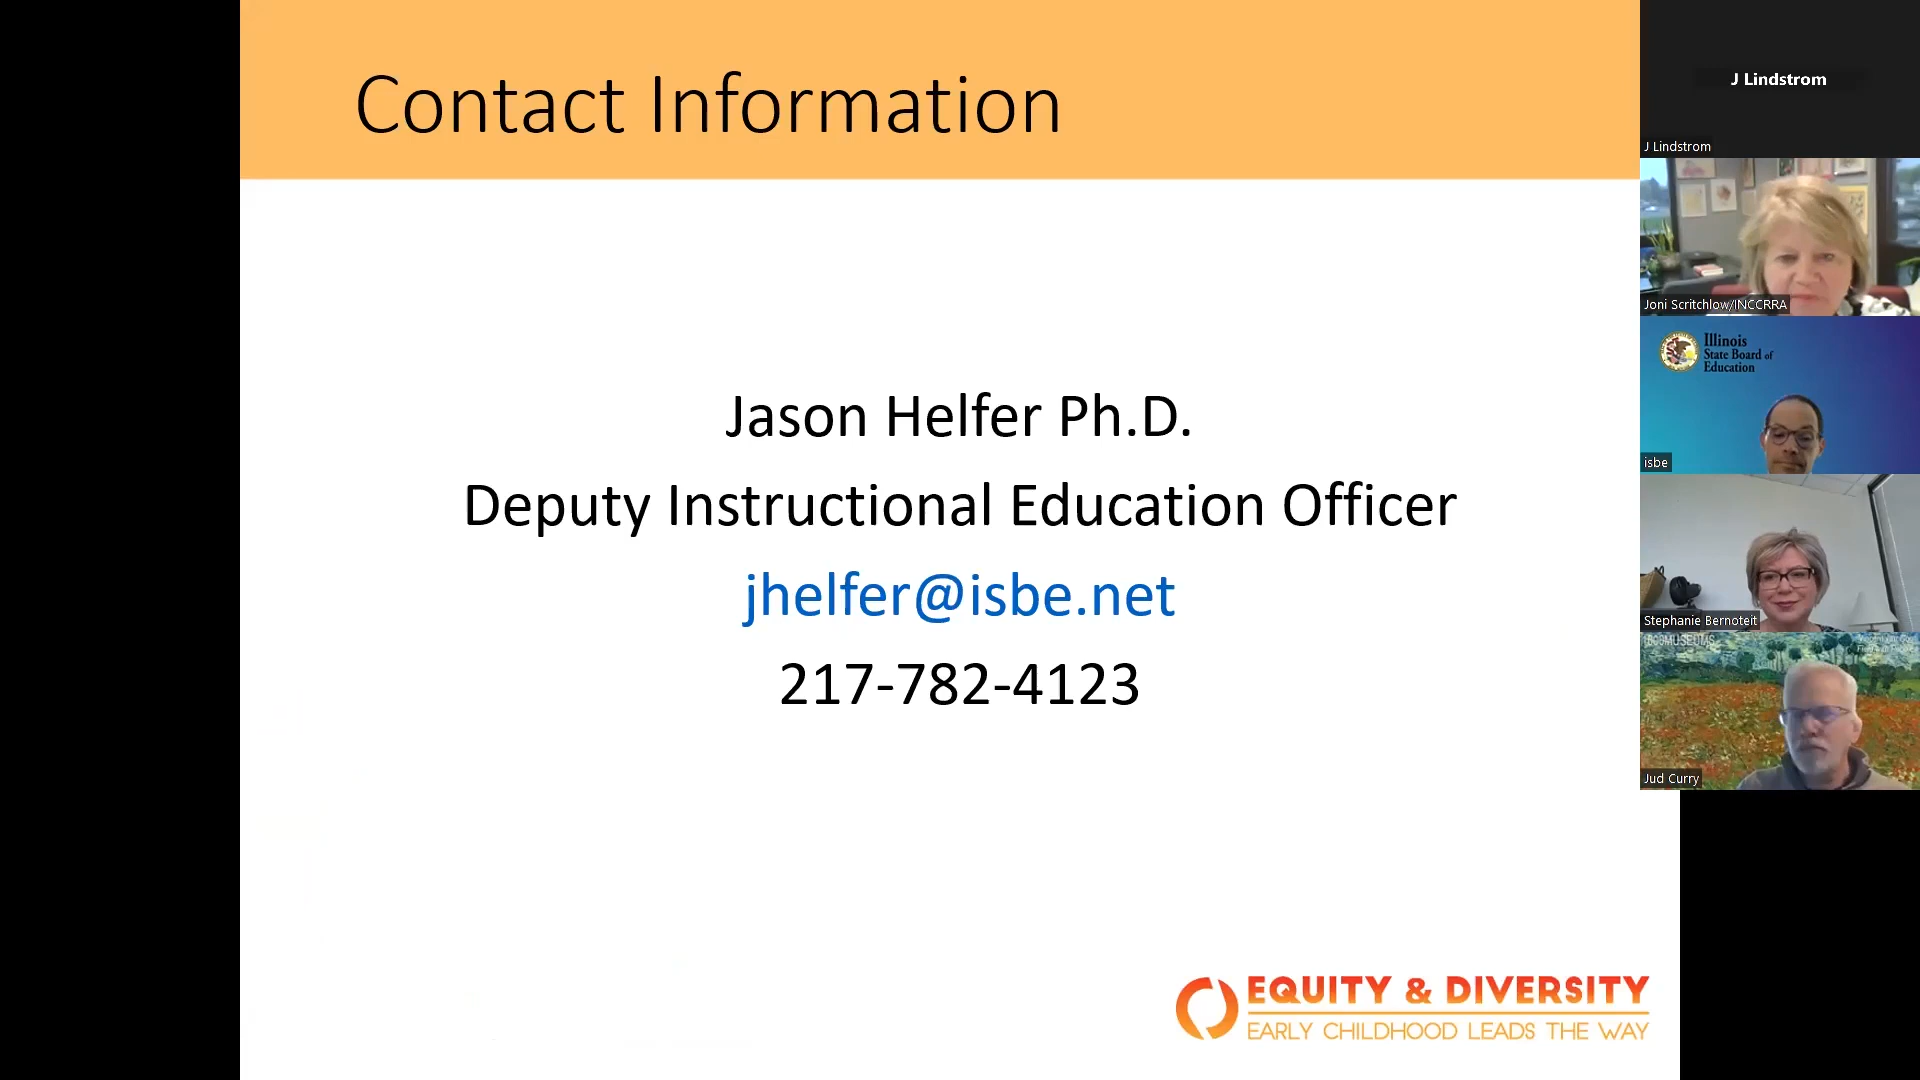 Contact Information
Jason Helfer Ph.D.
Deputy Instructional Education Officer
jhelfer@isbe.net
217-782-4123
EQUITY & DIVERSITY
EARLY CHILDHOOD LEADS THE WAY
J Lindstrom
J Lindstrom
Joni Scritchlow/INCCRRA
Illinois
State Board of
Education
isbe
Stephanie Bernoteit
Jud Curry